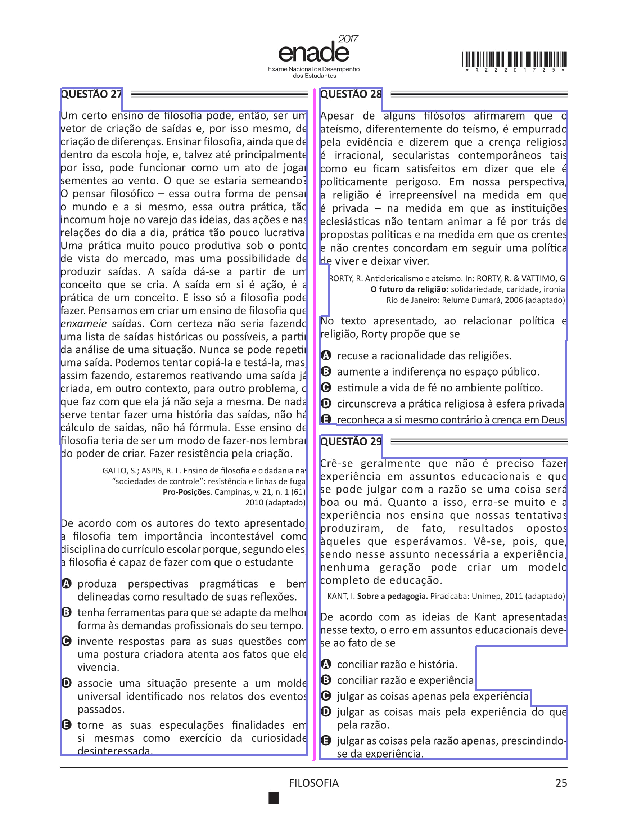 enade 2017
Exame Nacional de Desempenho
dos Estudantes
*R22201725*
QUESTÃO 27
Um certo ensino de filosofia pode, então, ser um
vetor de criação de saídas e, por isso mesmo, de
criação de diferenças. Ensinar filosofia, ainda que de
dentro da escola hoje, e, talvez até principalmente
por isso, pode funcionar como um ato de jogar
sementes ao vento. O que se estaria semeando?
O pensar filosófico – essa outra forma de pensar
o mundo e a si mesmo, essa outra prática, tão
incomum hoje no varejo das ideias, das ações e nas
relações do dia a dia, prática tão pouco lucrativa.
Uma prática muito pouco produtiva sob o ponto
de vista do mercado, mas uma possibilidade de
produzir saídas. A saída dá-se a partir de um
conceito que se cria. A saída em si é ação, é a
prática de um conceito. E isso só a filosofia pode
fazer. Pensamos em criar um ensino de filosofia que
enxameie saídas. Com certeza não seria fazendo
uma lista de saídas históricas ou possíveis, a partir
da análise de uma situação. Nunca se pode repetir
uma saída. Podemos tentar copiá-la e testá-la, mas,
assim fazendo, estaremos reativando uma saída já
criada, em outro contexto, para outro problema, o
que faz com que ela já não seja a mesma. De nada
serve tentar fazer uma história das saídas, não há
cálculo de saídas, não há fórmula. Esse ensino de
filosofia teria de ser um modo de fazer-nos lembrar
do poder de criar. Fazer resistência pela criação.
GALLO, S.; ASPIS, R. L. Ensino de filosofia e cidadania nas
"sociedades de controle": resistência e linhas de fuga.
Pro-Posições. Campinas, v. 21, n. 1 (61),
2010 (adaptado).
De acordo com os autores do texto apresentado,
a filosofia tem importância incontestável como
disciplina do currículo escolar porque, segundo eles,
a filosofia é capaz de fazer com que o estudante
A produza perspectivas pragmáticas e bem
delineadas como resultado de suas reflexões.
B tenha ferramentas para que se adapte da melhor
forma às demandas profissionais do seu tempo.
C invente respostas para as suas questões com
uma postura criadora atenta aos fatos que ele
vivencia.
D associe uma situação presente a um molde
universal identificado nos relatos dos eventos
passados.
E torne as suas especulações finalidades em
si mesmas como exercício da curiosidade
desinteressada.
QUESTÃO 28
Apesar de alguns filósofos afirmarem que o
ateísmo, diferentemente do teísmo, é empurrado
pela evidência e dizerem que a crença religiosa
é irracional, secularistas contemporâneos tais
como eu ficam satisfeitos em dizer que ele é
politicamente perigoso. Em nossa perspectiva,
a religião é irrepreensível na medida em que
é privada – na medida em que as instituições
eclesiásticas não tentam animar a fé por trás de
propostas políticas e na medida em que os crentes
e não crentes concordam em seguir uma política
de viver e deixar viver.
RORTY, R. Anticlericalismo e ateísmo. In: RORTY, R. & VATTIMO, G.
O futuro da religião: solidariedade, caridade, ironia.
Rio de Janeiro: Relume Dumará, 2006 (adaptado).
No texto apresentado, ao relacionar política e
religião, Rorty propõe que se
A recuse a racionalidade das religiões.
B aumente a indiferença no espaço público.
C estimule a vida de fé no ambiente político.
D circunscreva a prática religiosa à esfera privada.
E reconheça a si mesmo contrário à crença em Deus.
QUESTÃO 29
Crê-se geralmente que não é preciso fazer
experiência em assuntos educacionais e que
se pode julgar com a razão se uma coisa será
boa ou má. Quanto a isso, erra-se muito e a
experiência nos ensina que nossas tentativas
produziram, de fato, resultados opostos
àqueles que esperávamos. Vê-se, pois, que,
sendo nesse assunto necessária a experiência,
nenhuma geração pode criar um modelo
completo de educação.
KANT, I. Sobre a pedagogia. Piracicaba: Unimep, 2011 (adaptado).
De acordo com as ideias de Kant apresentadas
nesse texto, o erro em assuntos educacionais deve-
se ao fato de se
A conciliar razão e história.
B conciliar razão e experiência.
C julgar as coisas apenas pela experiência.
D julgar as coisas mais pela experiência do que
pela razão.
E julgar as coisas pela razão apenas, prescindindo-
se da experiência.
FILOSOFIA
25